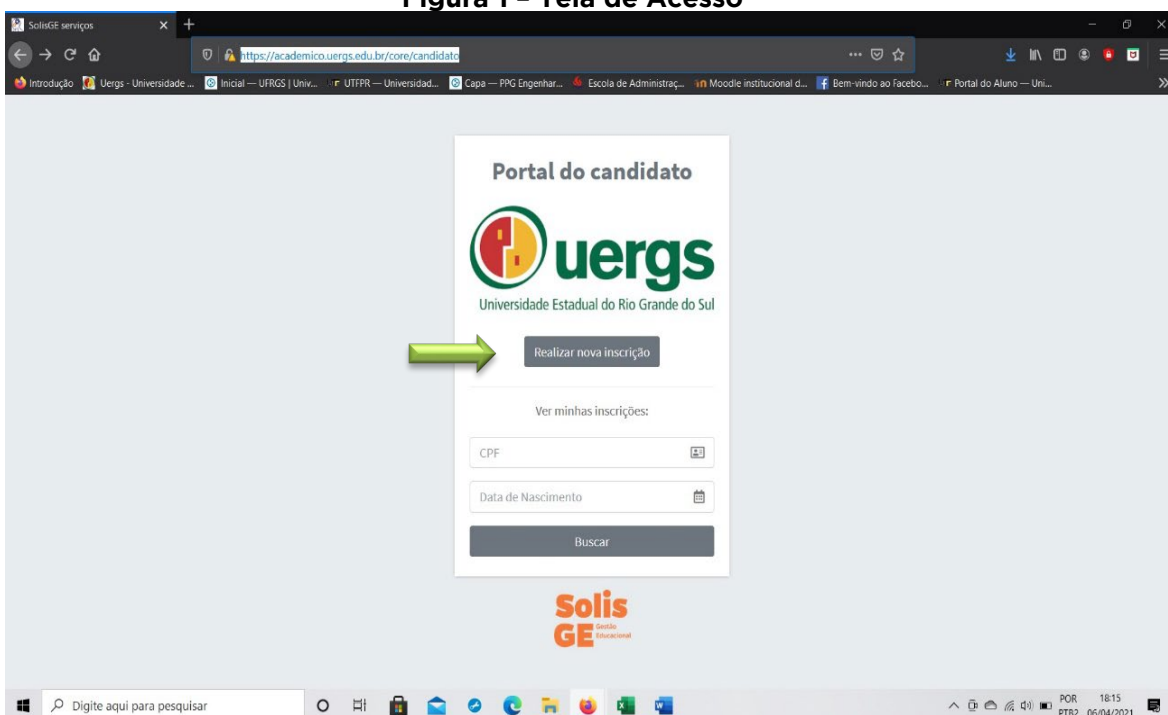 Figura 1 – Tela de Acesso
SolisGE serviços
https://academico.uergs.edu.br/core/candidato
Introdução
Uergs - Universidade ...
Inicial — UFRGS | Univ...
UTFPR — Universidad...
Capa — PPG Engenhar...
Escola de Administraç...
Moodle institucional d...
Bem-vindo ao Facebo...
Portal do Aluno — Uni...
Portal do candidato
uergs
Universidade Estadual do Rio Grande do Sul
Realizar nova inscrição
Ver minhas inscrições:
CPF
Data de Nascimento
Buscar
Solis
GE Gestão Educacional
Digite aqui para pesquisar
POR 18:15
PTB2 06/04/2021